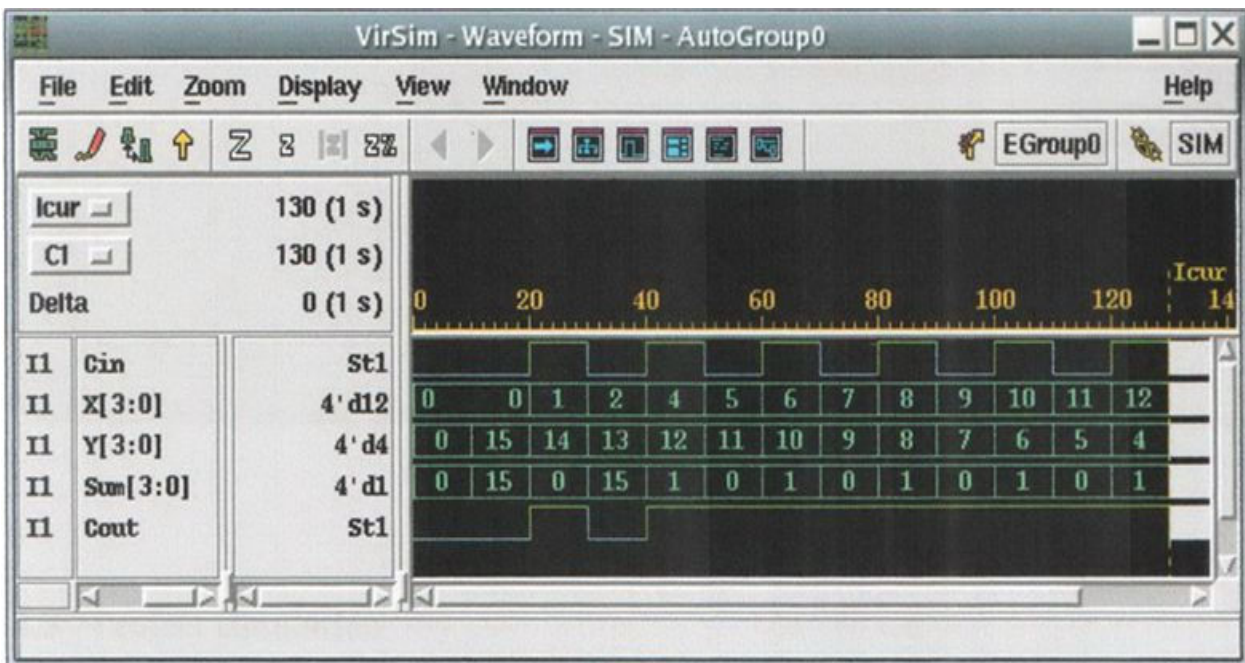 VirSim - Waveform - SIM - AutoGroup0
File Edit Zoom Display View Window Help
Z Z Z Z% EGroup0 SIM
Icur 130 (1 s)
C1 130 (1 s)
Delta 0 (1 s)
Icur
0 20 40 60 80 100 120 14
I1 Cin St1
I1 X[3:0] 4'd12 0 0 1 2 4 5 6 7 8 9 10 11 12
I1 Y[3:0] 4'd4 0 15 14 13 12 11 10 9 8 7 6 5 4
I1 Sum[3:0] 4'd1 0 15 0 15 1 0 1 0 1 0 1 0 1
I1 Cout St1